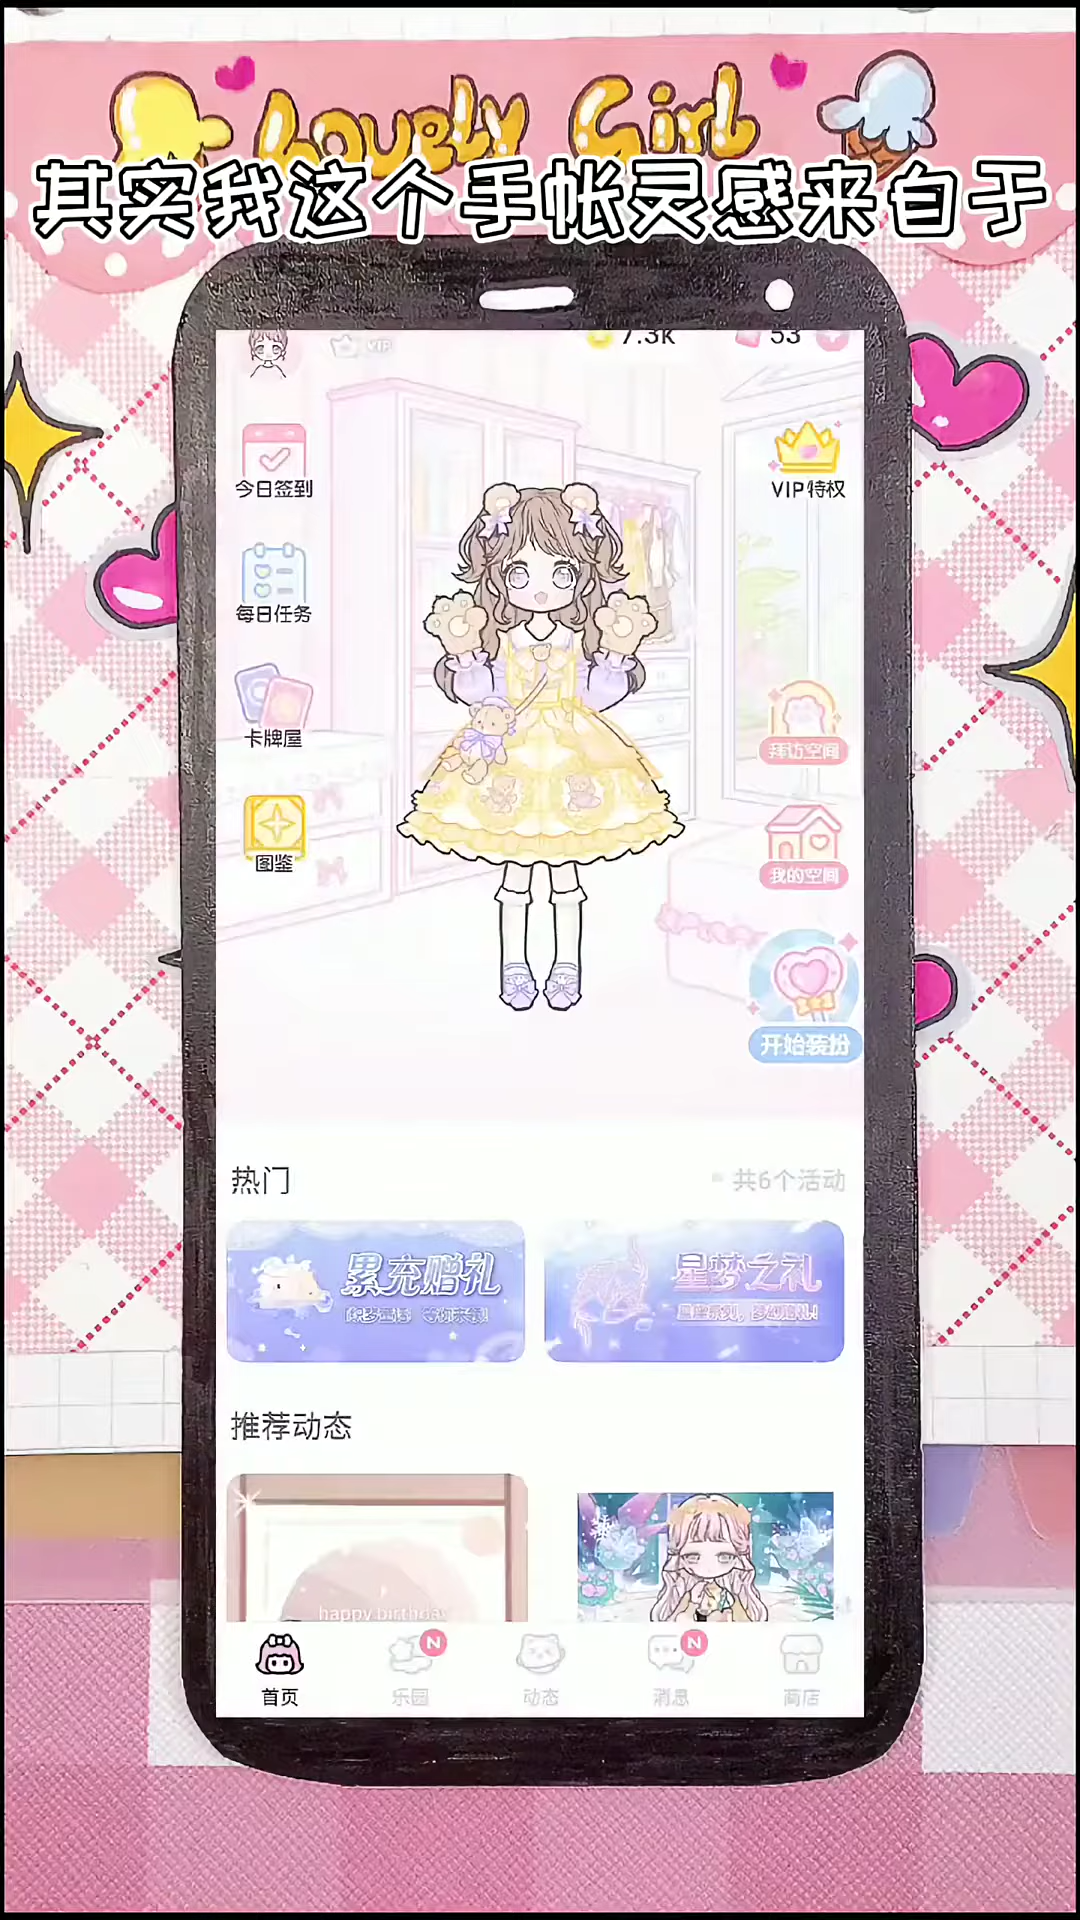 Lovely Girl
其实我这个手帐灵感来自于
VIP
7.3k
53
今日签到
VIP特权
每日任务
卡牌屋
拜访空间
图鉴
我的空间
开始装扮
热门
共6个活动
累充赠礼
星梦之礼
推荐动态
happy birthday
N
N
首页
乐园
动态
消息
商店